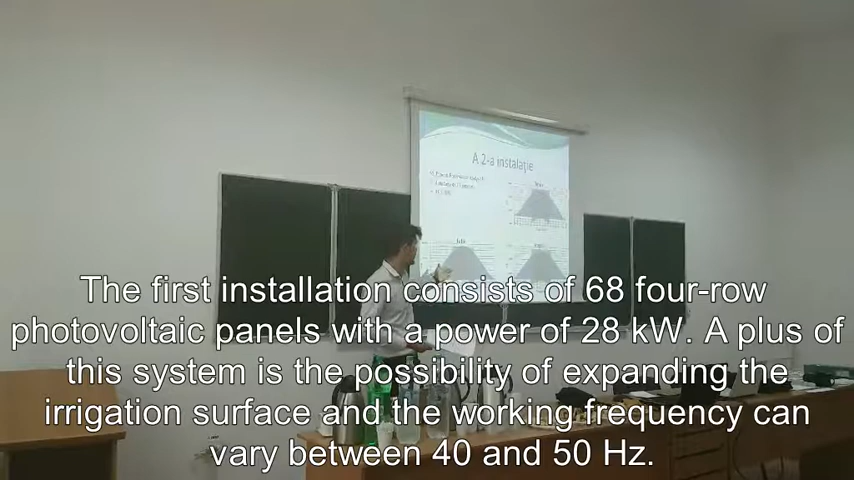 A 2-a instalație
The first installation consists of 68 four-row
photovoltaic panels with a power of 28 kW. A plus of
this system is the possibility of expanding the
irrigation surface and the working frequency can
vary between 40 and 50 Hz.